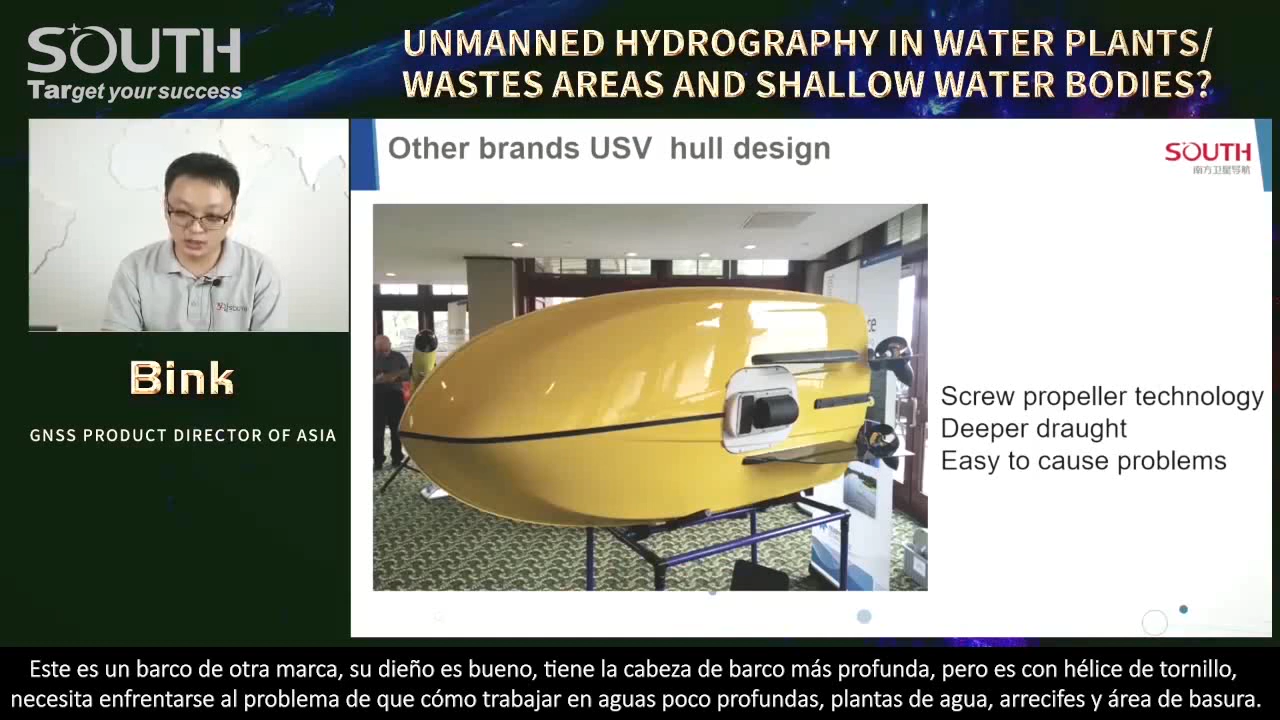 SOUTH
Target your success
UNMANNED HYDROGRAPHY IN WATER PLANTS/
WASTES AREAS AND SHALLOW WATER BODIES?
Other brands USV hull design
SOUTH
南方卫星导航
SOUTH
Bink
GNSS PRODUCT DIRECTOR OF ASIA
Screw propeller technology
Deeper draught
Easy to cause problems
Este es un barco de otra marca, su dieño es bueno, tiene la cabeza de barco más profunda, pero es con hélice de tornillo,
necesita enfrentarse al problema de que cómo trabajar en aguas poco profundas, plantas de agua, arrecifes y área de basura.